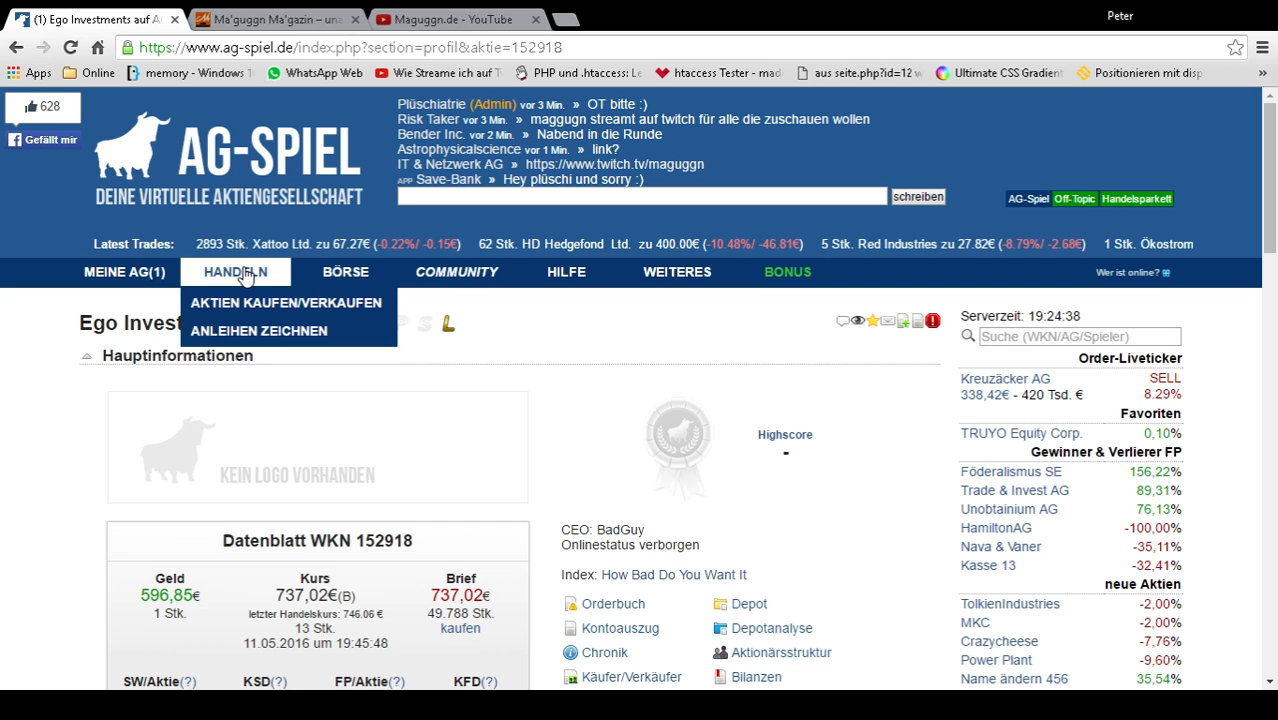 (1) Ego Investments auf A
Ma'guggn Ma'gazin – una
Maguggn.de - YouTube
Peter
https://www.ag-spiel.de/index.php?section=profil&aktie=152918
Apps
Online
memory - Windows 1
WhatsApp Web
Wie Streame ich auf T
PHP und .htaccess: Le
htaccess Tester - mad
aus seite.php?id=12 w
Ultimate CSS Gradient
Positionieren mit disp
»
628
Gefällt mir
AG-SPIEL
DEINE VIRTUELLE AKTIENGESELLSCHAFT
Plüschiatrie (Admin) vor 3 Min. » OT bitte :)
Risk Taker vor 3 Min. » maggugn streamt auf twitch für alle die zuschauen wollen
Bender Inc. vor 2 Min. » Nabend in die Runde
Astrophysicalscience vor 1 Min. » link?
IT & Netzwerk AG » https://www.twitch.tv/maguggn
APP Save-Bank » Hey plüschi und sorry :)
schreiben
AG-Spiel Off-Topic Handelsparkett
Latest Trades: 2893 Stk. Xattoo Ltd. zu 67.27€ (-0.22%/ -0.15€) 62 Stk. HD Hedgefond Ltd. zu 400.00€ (-10.48%/ -46.81%) 5 Stk. Red Industries zu 27.82€ (-8.79%/ -2.68%) 1 Stk. Ökostrom
MEINE AG(1) HANDELN BÖRSE COMMUNITY HILFE WEITERES BONUS
Wer ist online?
AKTIEN KAUFEN/VERKAUFEN
ANLEIHEN ZEICHNEN
Ego Invest
P S L
Hauptinformationen
KEIN LOGO VORHANDEN
Highscore
-
Datenblatt WKN 152918
Geld Kurs Brief
596,85€ 737,02€(B) 737,02€
1 Stk. letzter Handelskurs: 746.06 € 49.788 Stk.
13 Stk. kaufen
11.05.2016 um 19:45:48
SW/Aktie(?) KSD(?) FP/Aktie(?) KFD(?)
CEO: BadGuy
Onlinestatus verborgen
Index: How Bad Do You Want It
Orderbuch Depot
Kontoauszug Depotanalyse
Chronik Aktionärsstruktur
Käufer/Verkäufer Bilanzen
Serverzeit: 19:24:38
Suche (WKN/AG/Spieler)
Order-Liveticker
Kreuzäcker AG SELL
338,42€ - 420 Tsd. € 8.29%
Favoriten
TRUYO Equity Corp. 0,10%
Gewinner & Verlierer FP
Föderalismus SE 156,22%
Trade & Invest AG 89,31%
Unobtainium AG 76,13%
HamiltonAG -100,00%
Nava & Vaner -35,11%
Kasse 13 -32,41%
neue Aktien
TolkienIndustries -2,00%
MKC -2,00%
Crazycheese -7,76%
Power Plant -9,60%
Name ändern 456 35,54%